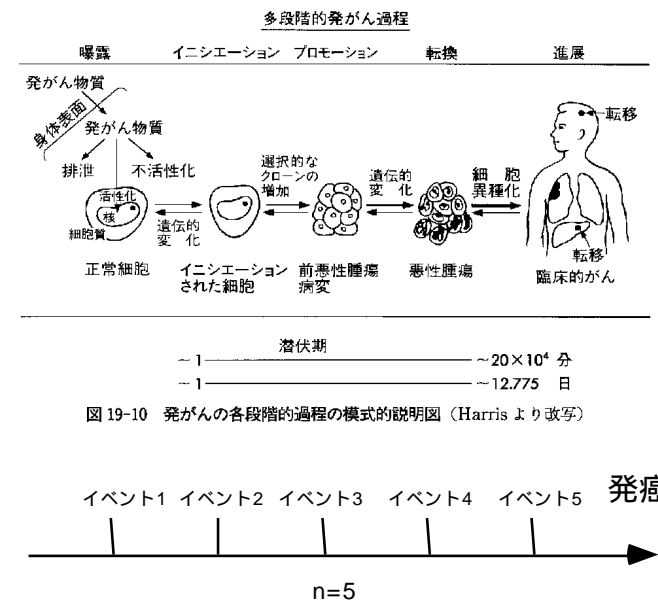 多段階的発がん過程
曝露 イニシエーション プロモーション 転換 進展
発がん物質
身体表面
発がん物質
排泄 不活性化
活性化
核
細胞質
正常細胞
遺伝的
変化
イニシエーション
された細胞
選択的な
クローンの
増加
前悪性腫瘍
病変
遺伝的
変化
悪性腫瘍
細胞
異種化
転移
転移
臨床的がん
潜伏期
~1 ~20×10⁴ 分
~1 ~12.775 日
図 19-10 発がんの各段階的過程の模式的説明図(Harris より改写)
イベント1 イベント2 イベント3 イベント4 イベント5 発癌
n=5